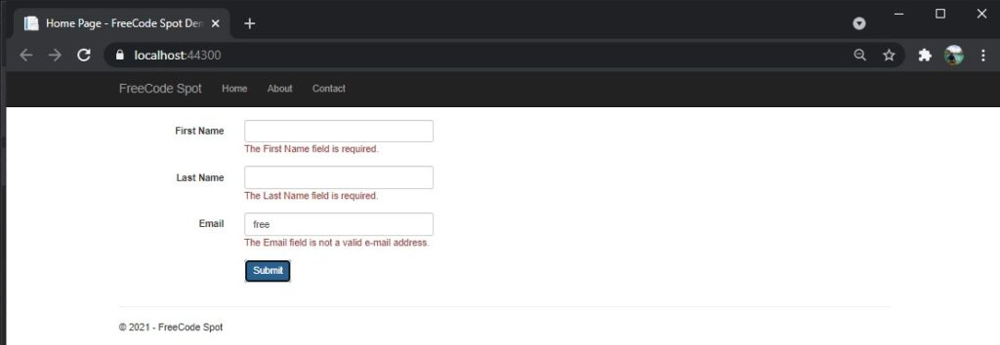 Home Page - FreeCode Spot Dem
localhost:44300
FreeCode Spot Home About Contact
First Name
The First Name field is required.
Last Name
The Last Name field is required.
Email free
The Email field is not a valid e-mail address.
Submit
© 2021 - FreeCode Spot